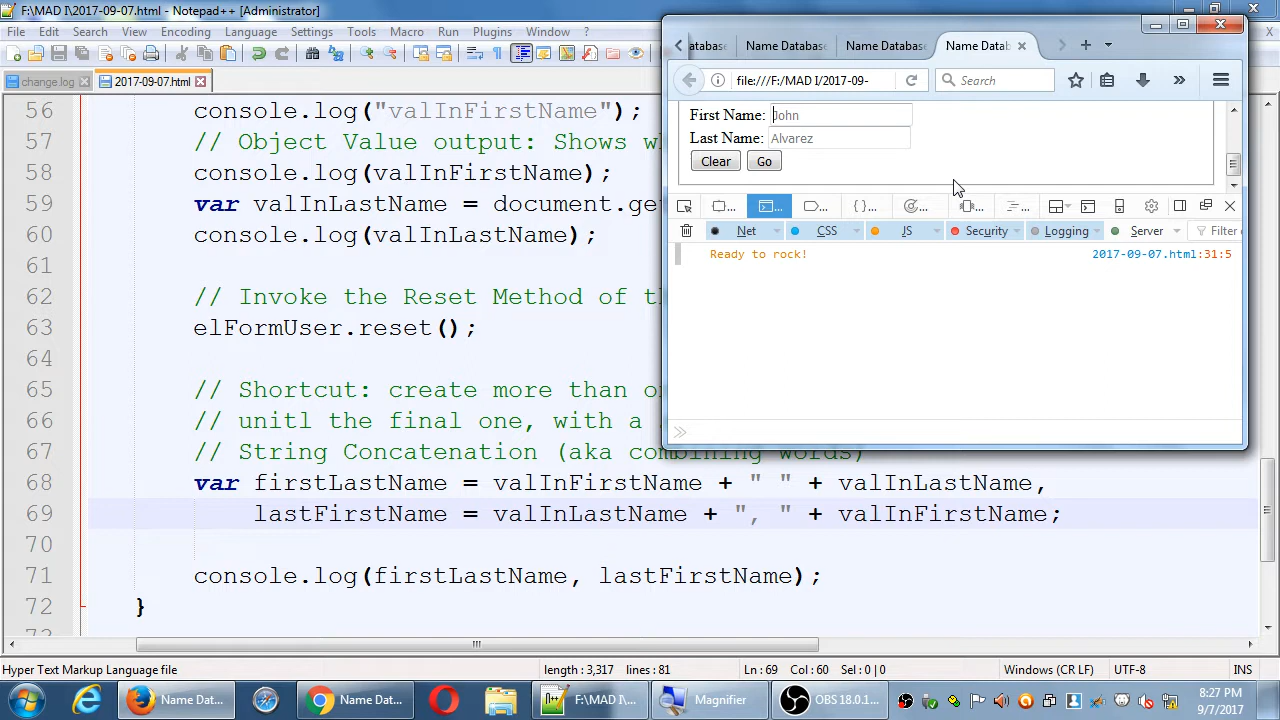 F:\MAD I\2017-09-07.html - Notepad++ [Administrator]
File Edit Search View Encoding Language Settings Tools Macro Run Plugins Window ?
change.log 2017-09-07.html
56 console.log("valInFirstName");
57 // Object Value output: Shows
58 console.log(valInFirstName);
59 var valInLastName = document.
60 console.log(valInLastName);
61
62 // Invoke the Reset Method of
63 elFormUser.reset();
64
65 // Shortcut: create more than
66 // unitl the final one, with a
67 // String Concatenation (aka combining words)
68 var firstLastName = valInFirstName + " " + valInLastName,
69 lastFirstName = valInLastName + ", " + valInFirstName;
70
71 console.log(firstLastName, lastFirstName);
72 }
Name Database Name Database Name Datab
file:///F:/MAD I/2017-09-
Search
First Name: John
Last Name: Alvarez
Clear Go
Net CSS JS Security Logging Server Filter
Ready to rock! 2017-09-07.html:31:5
Hyper Text Markup Language file length : 3,317 lines : 81 Ln : 69 Col : 60 Sel : 0 | 0 Windows (CR LF) UTF-8 INS
Name Dat... Name Dat... F:\MAD I\... Magnifier OBS 18.0.1... 8:27 PM
9/7/2017